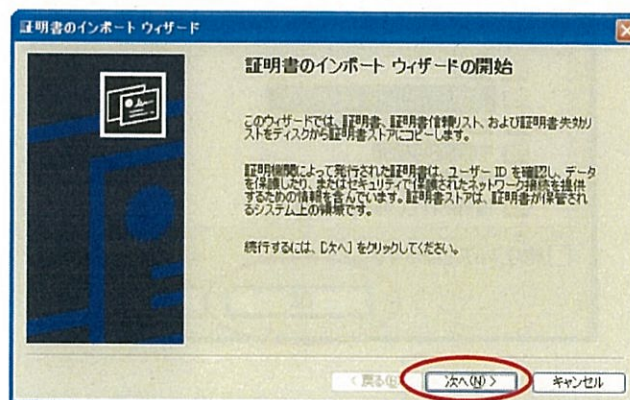 証明書のインポート ウィザード
証明書のインポート ウィザードの開始
このウィザードでは、証明書、証明書信頼リスト、および証明書失効リ
ストをディスクから証明書ストアにコピーします。
証明機関によって発行された証明書は、ユーザー ID を確認し、データ
を保護したり、またはセキュリティで保護されたネットワーク接続を提供
するための情報を含んでいます。証明書ストアは、証明書が保管され
るシステム上の領域です。
続行するには、[次へ] をクリックしてください。
< 戻る(B) 次へ(N) > キャンセル